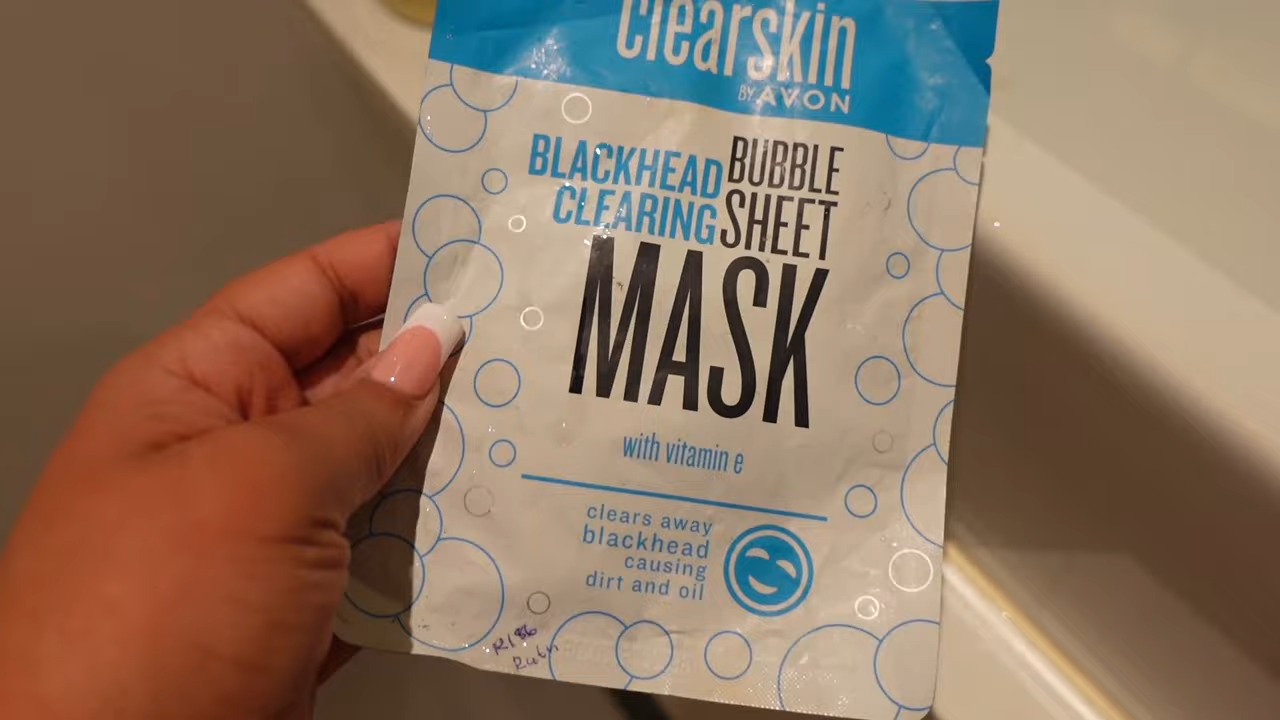 clearskin
BY AVON
BLACKHEAD
CLEARING
BUBBLE
SHEET
MASK
with vitamin e
clears away
blackhead
causing
dirt and oil